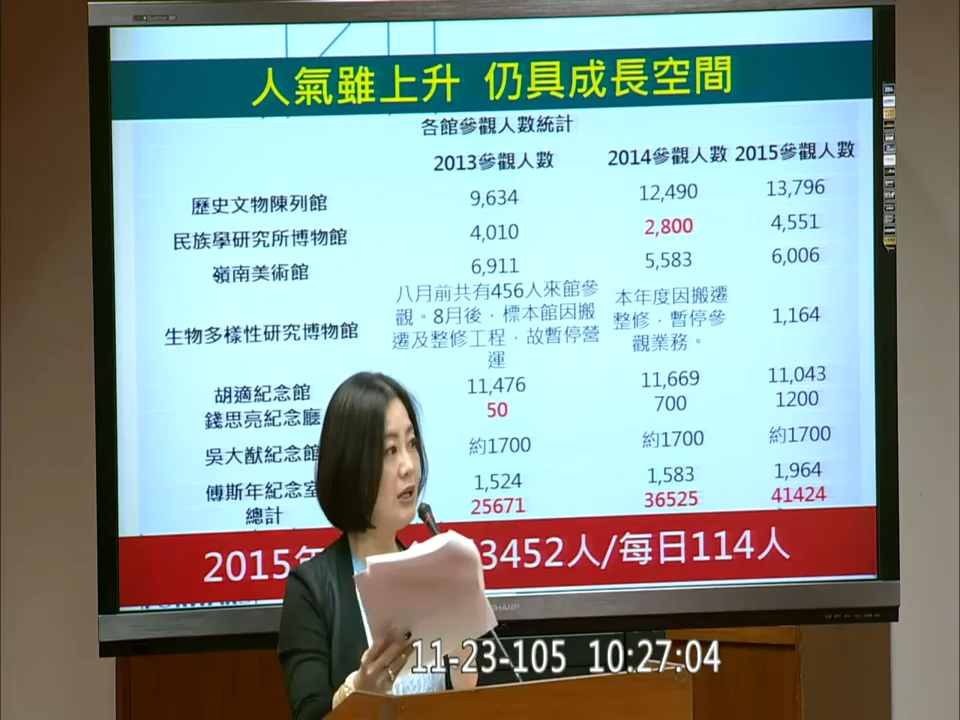 人氣雖上升 仍具成長空間
各館參觀人數統計
2013參觀人數 2014參觀人數 2015參觀人數
歷史文物陳列館 9,634 12,490 13,796
民族學研究所博物館 4,010 2,800 4,551
嶺南美術館 6,911 5,583 6,006
生物多樣性研究博物館 八月前共有456人來館參 本年度因搬遷 1,164
觀。8月後，標本館因搬 整修，暫停參
遷及整修工程，故暫停營 觀業務。
運
胡適紀念館 11,476 11,669 11,043
錢思亮紀念廳 50 700 1200
吳大猷紀念館 約1700 約1700 約1700
傅斯年紀念室 1,524 1,583 1,964
總計 25671 36525 41424
2015年 3452人/每日114人
SHARP
11-23-105 10:27:04